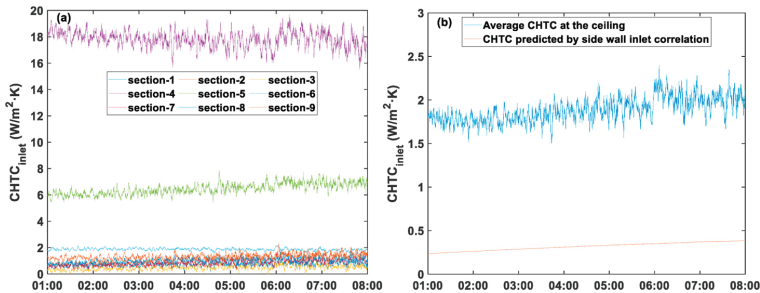 (a)
CHTC_inlet (W/m²·K)
20
18
16
14
12
10
8
6
4
2
0
section-1 section-2 section-3
section-4 section-5 section-6
section-7 section-8 section-9
01:00 02:00 03:00 04:00 05:00 06:00 07:00 08:00
(b)
CHTC_inlet (W/m²·K)
3
2.5
2
1.5
1
0.5
0
Average CHTC at the ceiling
CHTC predicted by side wall inlet correlation
01:00 02:00 03:00 04:00 05:00 06:00 07:00 08:00